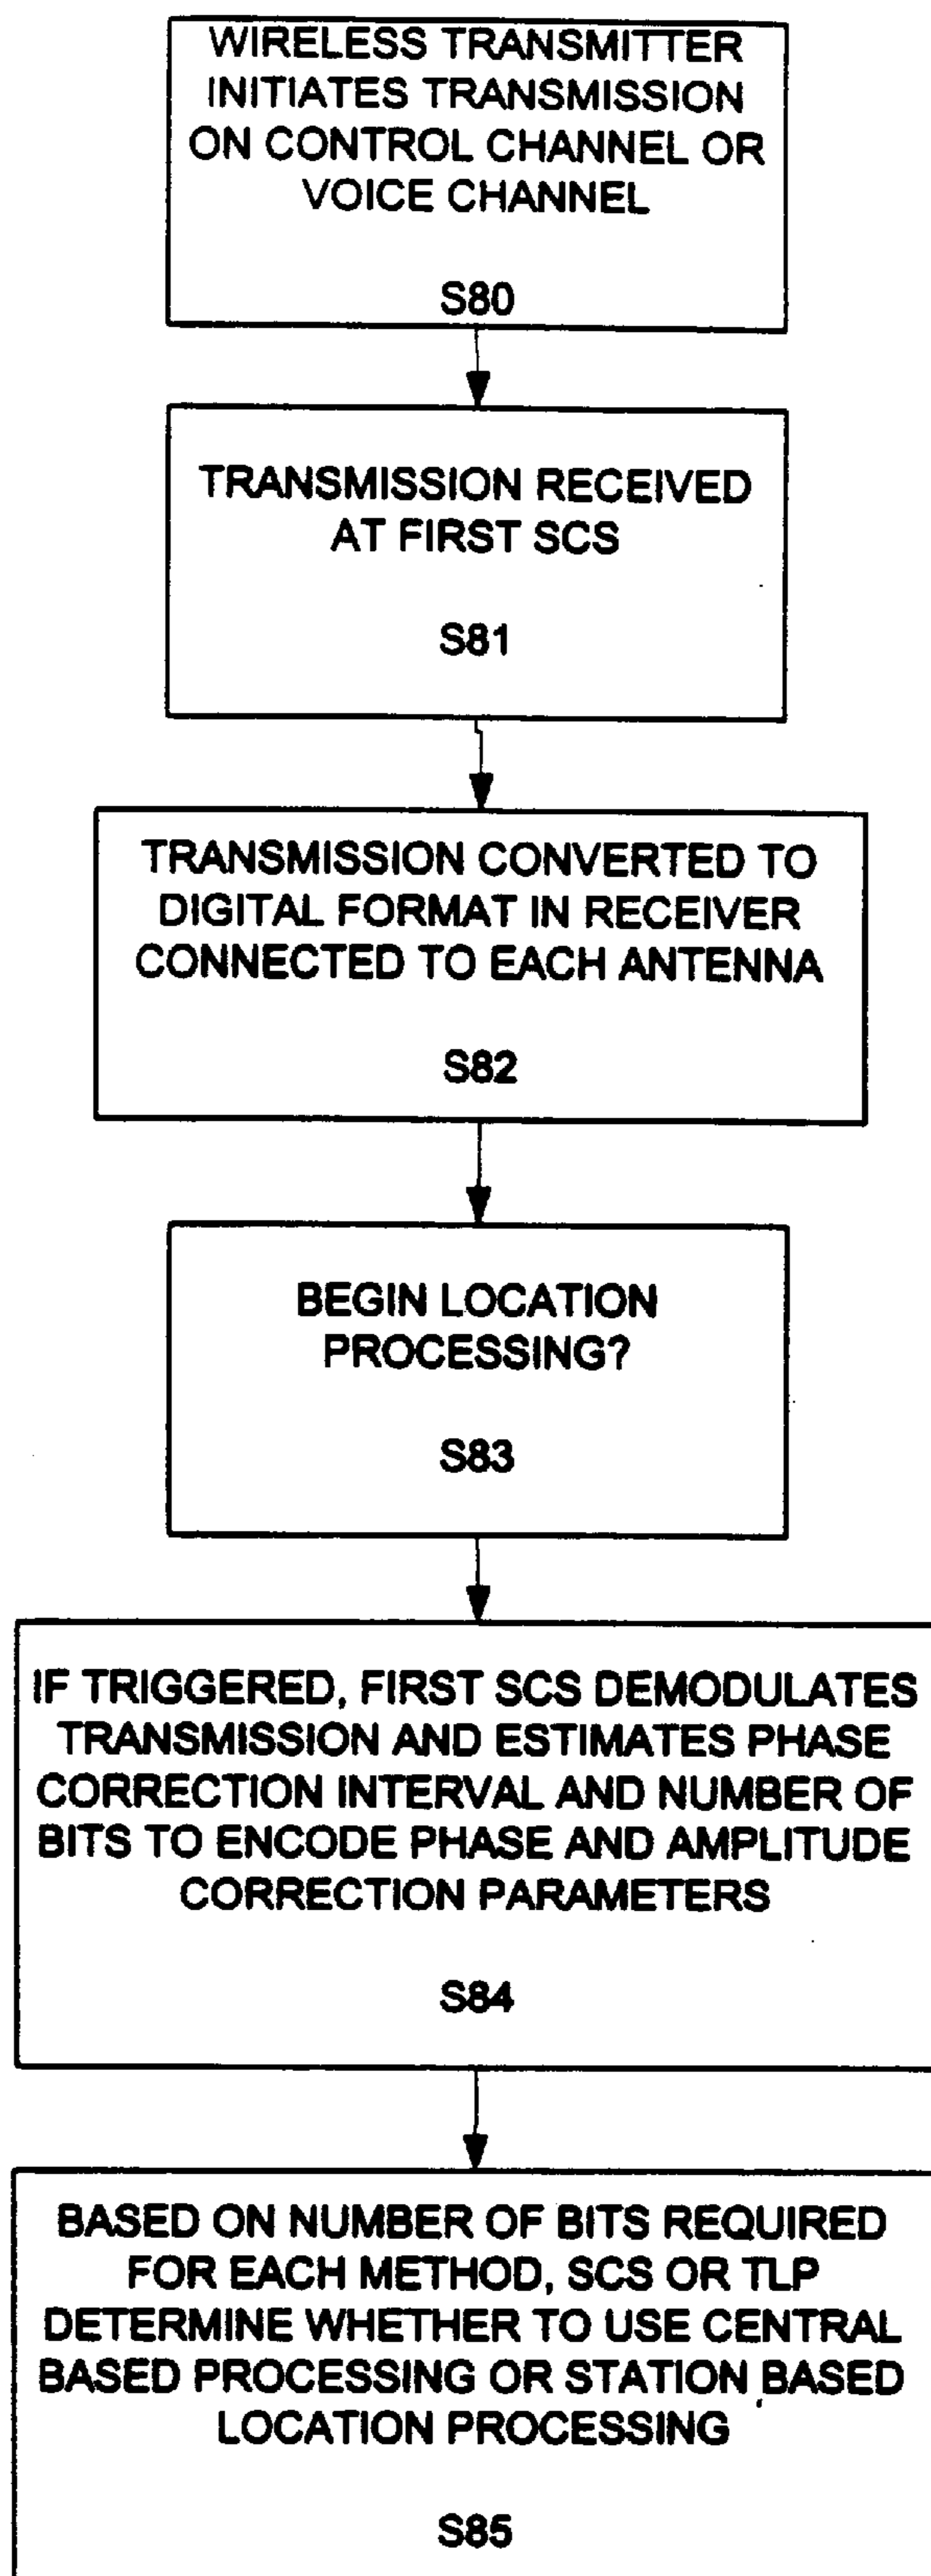 WIRELESS TRANSMITTER
INITIATES TRANSMISSION
ON CONTROL CHANNEL OR
VOICE CHANNEL
S80
TRANSMISSION RECEIVED
AT FIRST SCS
S81
TRANSMISSION CONVERTED TO
DIGITAL FORMAT IN RECEIVER
CONNECTED TO EACH ANTENNA
S82
BEGIN LOCATION
PROCESSING?
S83
IF TRIGGERED, FIRST SCS DEMODULATES
TRANSMISSION AND ESTIMATES PHASE
CORRECTION INTERVAL AND NUMBER OF
BITS TO ENCODE PHASE AND AMPLITUDE
CORRECTION PARAMETERS
S84
BASED ON NUMBER OF BITS REQUIRED
FOR EACH METHOD, SCS OR TLP
DETERMINE WHETHER TO USE CENTRAL
BASED PROCESSING OR STATION BASED
LOCATION PROCESSING
S85